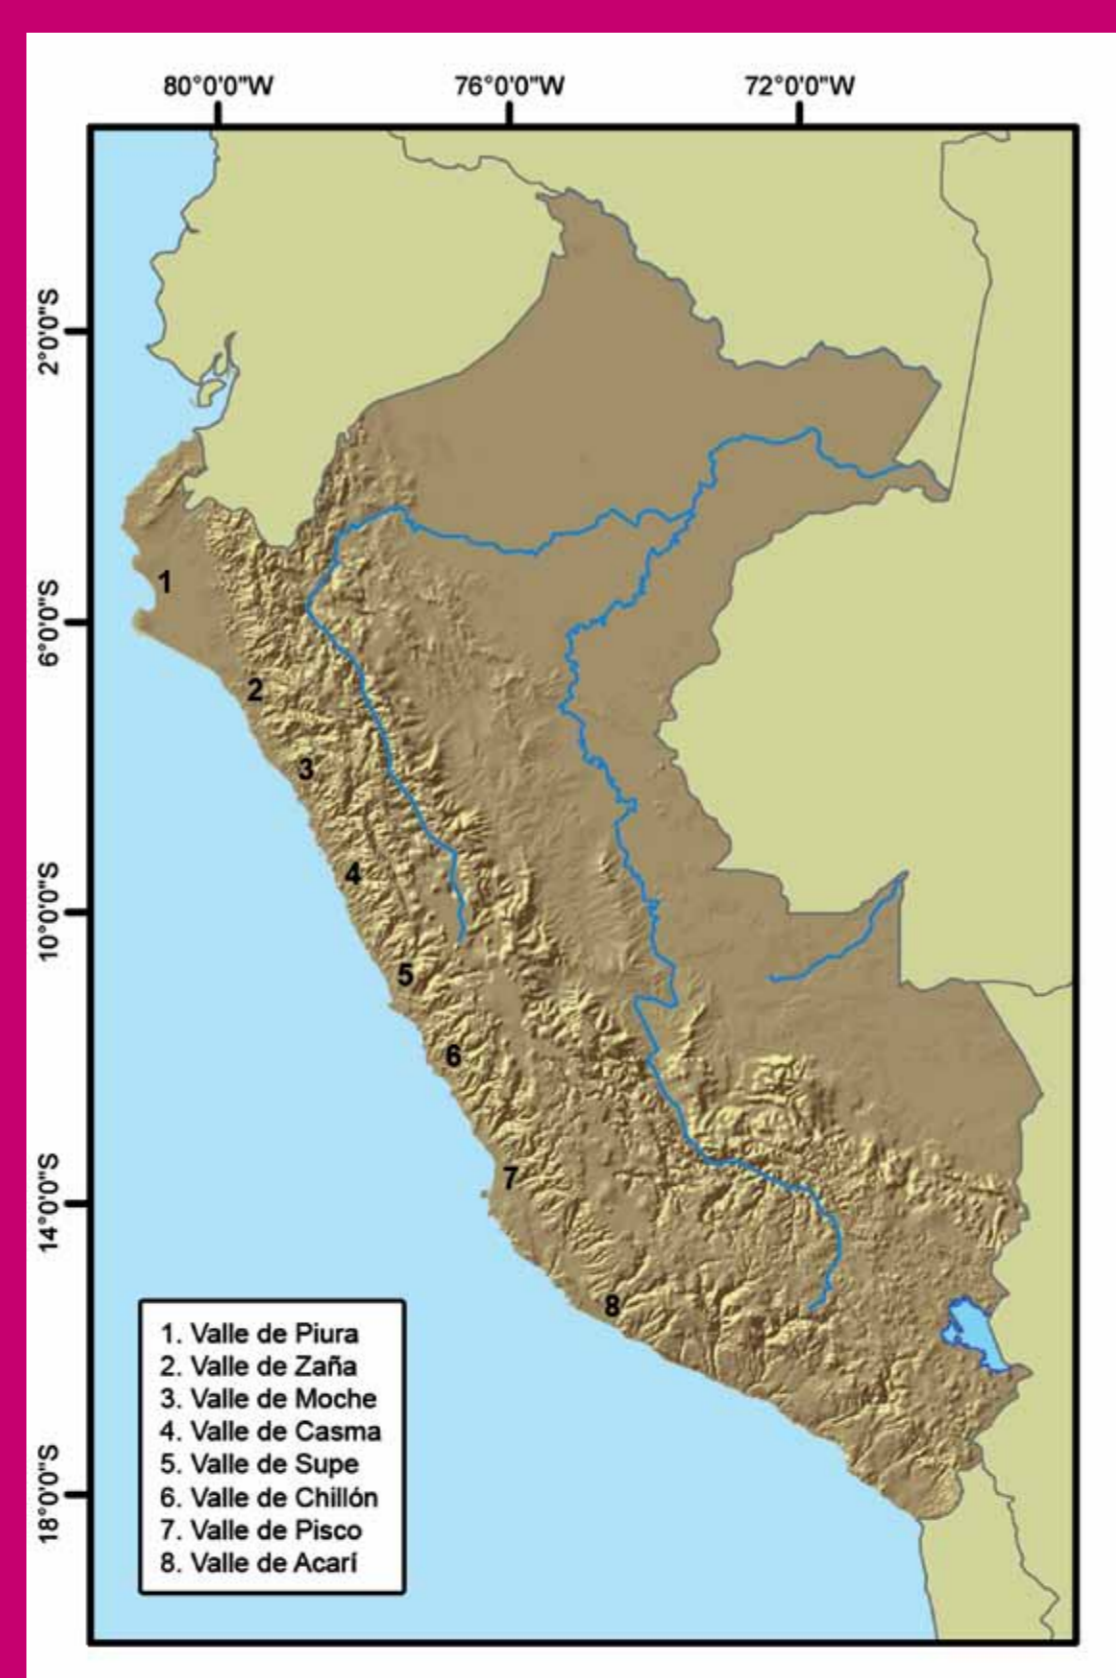 80°0'0"W 76°0'0"W 72°0'0"W
2°0'0"S
6°0'0"S
10°0'0"S
14°0'0"S
18°0'0"S
1
2
3
4
5
6
7
8
1. Valle de Piura
2. Valle de Zaña
3. Valle de Moche
4. Valle de Casma
5. Valle de Supe
6. Valle de Chillón
7. Valle de Pisco
8. Valle de Acarí